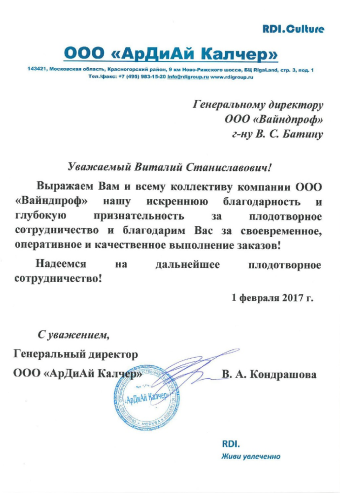 RDI.Culture
ООО «АрДиАй Калчер»
143421, Московская область, Красногорский район, 9 км Ново-Рижского шоссе, БЦ RigaLand, стр. 3, под. 1
Тел./факс: +7 (495) 983-15-20 info@rdigroup.ru www.rdigroup.ru
Генеральному директору
ООО «Вайндпроф»
г-ну В. С. Батину
Уважаемый Виталий Станиславович!
Выражаем Вам и всему коллективу компании ООО
«Вайндпроф» нашу искреннюю благодарность и
глубокую признательность за плодотворное
сотрудничество и благодарим Вас за своевременное,
оперативное и качественное выполнение заказов!
Надеемся на дальнейшее плодотворное
сотрудничество!
1 февраля 2017 г.
С уважением,
Генеральный директор
ООО «АрДиАй Калчер» В. А. Кондрашова
АрДиАй Калчер
RDI.
Живи увлеченно